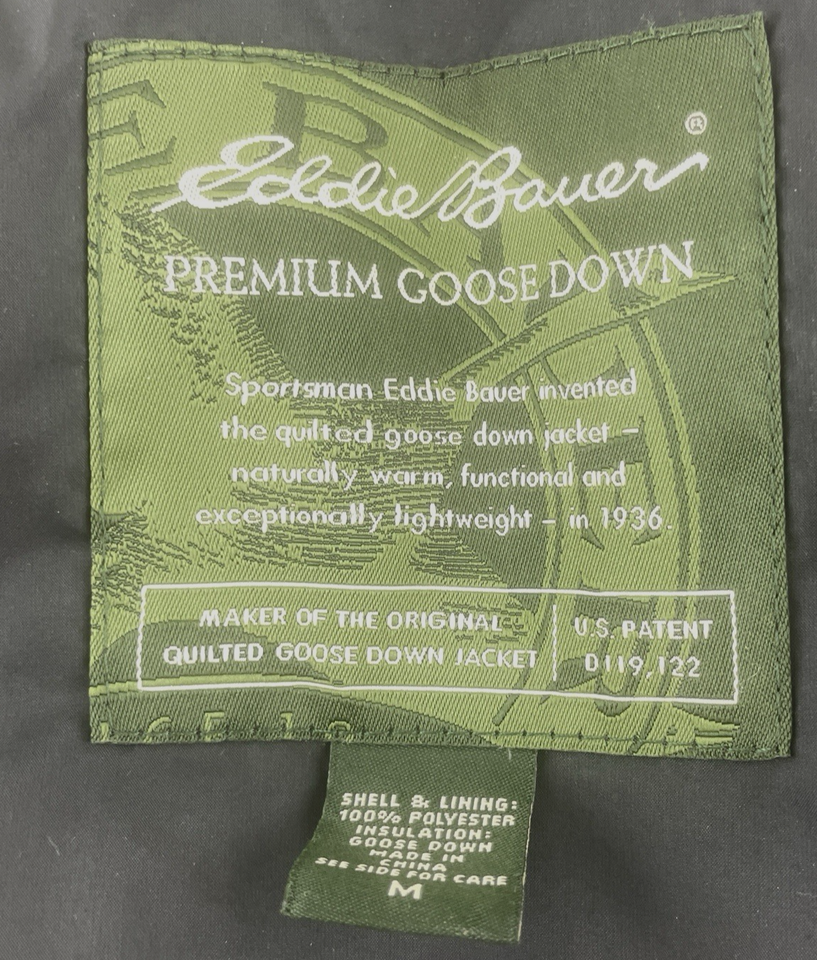 E B
Eddie Bauer®
PREMIUM GOOSE DOWN
Sportsman Eddie Bauer invented
the quilted goose down jacket –
naturally warm, functional and
exceptionally lightweight – in 1936.
MAKER OF THE ORIGINAL
QUILTED GOOSE DOWN JACKET
U.S. PATENT
D119,122
SHELL & LINING:
100% POLYESTER
INSULATION:
GOOSE DOWN
MADE IN
CHINA
SEE SIDE FOR CARE
M